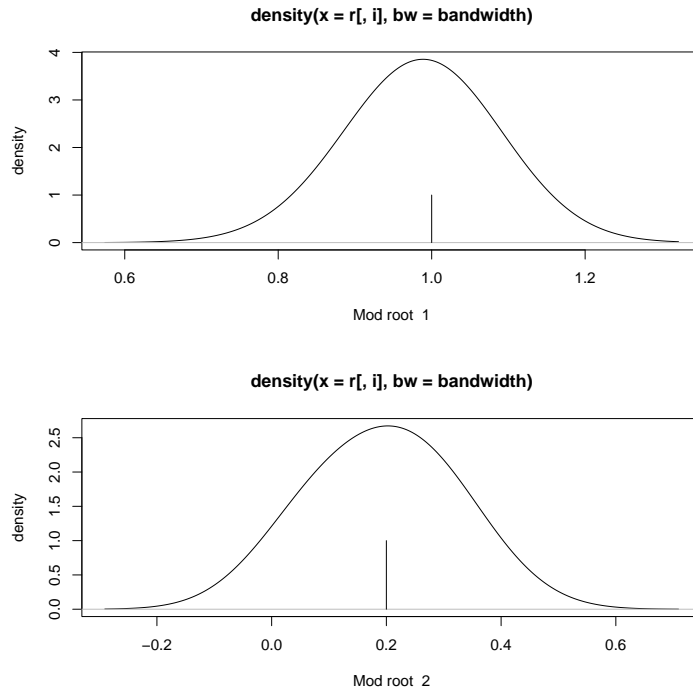 density(x = r[, i], bw = bandwidth)
density
4
3
2
1
0
0.6 0.8 1.0 1.2
Mod root 1
density(x = r[, i], bw = bandwidth)
density
2.5
2.0
1.5
1.0
0.5
0.0
−0.2 0.0 0.2 0.4 0.6
Mod root 2